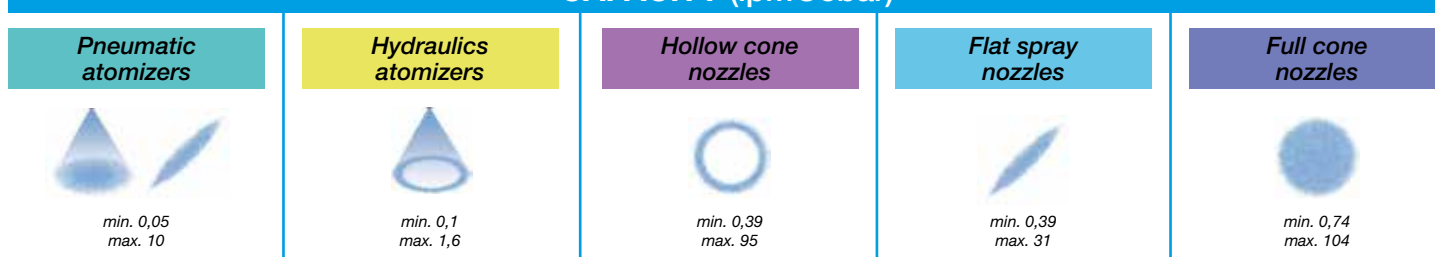 Pneumatic
atomizers
Hydraulics
atomizers
Hollow cone
nozzles
Flat spray
nozzles
Full cone
nozzles
min. 0,05
max. 10
min. 0,1
max. 1,6
min. 0,39
max. 95
min. 0,39
max. 31
min. 0,74
max. 104